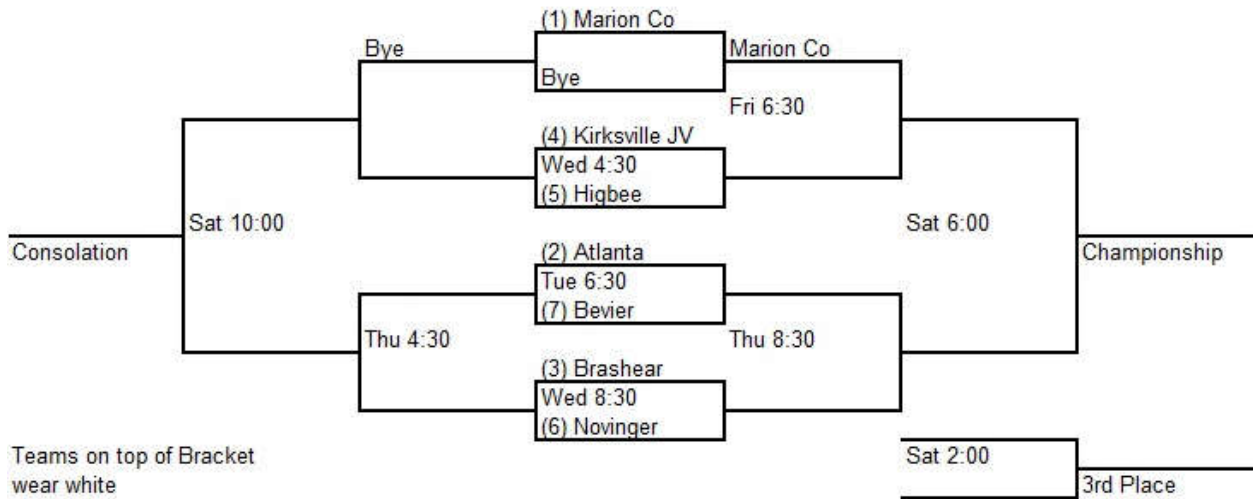 (1) Marion Co
Bye
Marion Co
Bye
Fri 6:30
(4) Kirksville JV
Wed 4:30
(5) Higbee
Sat 10:00
Sat 6:00
Consolation
(2) Atlanta
Championship
Tue 6:30
(7) Bevier
Thu 4:30
Thu 8:30
(3) Brashear
Wed 8:30
(6) Novinger
Teams on top of Bracket
wear white
Sat 2:00
3rd Place